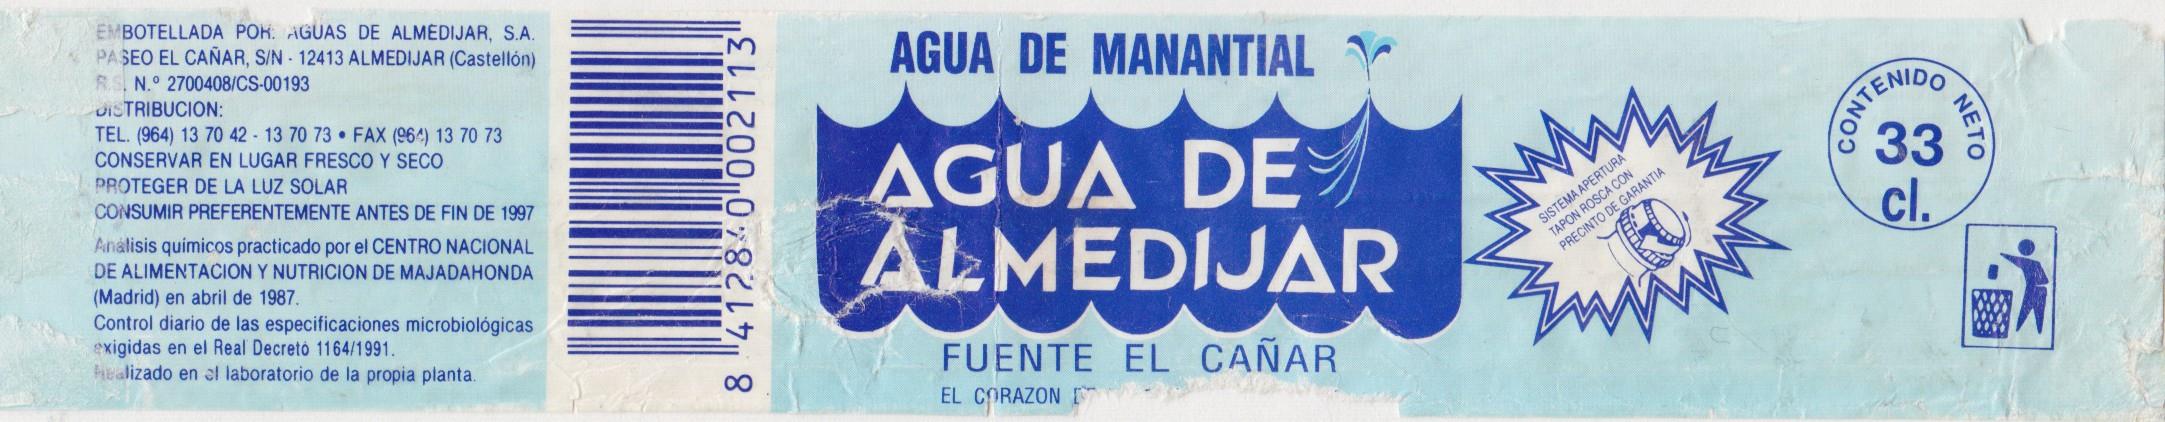 EMBOTELLADA POR: AGUAS DE ALMEDIJAR, S.A.
PASEO EL CAÑAR, S/N - 12413 ALMEDIJAR (Castellón)
R.S. N.º 2700408/CS-00193
DISTRIBUCION:
TEL. (964) 13 70 42 - 13 70 73 • FAX (964) 13 70 73
CONSERVAR EN LUGAR FRESCO Y SECO
PROTEGER DE LA LUZ SOLAR
CONSUMIR PREFERENTEMENTE ANTES DE FIN DE 1997
Análisis químicos practicado por el CENTRO NACIONAL
DE ALIMENTACION Y NUTRICION DE MAJADAHONDA
(Madrid) en abril de 1987.
Control diario de las especificaciones microbiológicas
exigidas en el Real Decreto 1164/1991.
Realizado en el laboratorio de la propia planta.
8 412840 002113
AGUA DE MANANTIAL
AGUA DE
ALMEDIJAR
FUENTE EL CAÑAR
EL CORAZON
SISTEMA APERTURA
TAPON ROSCA CON
PRECINTO DE GARANTIA
CONTENIDO NETO
33
cl.